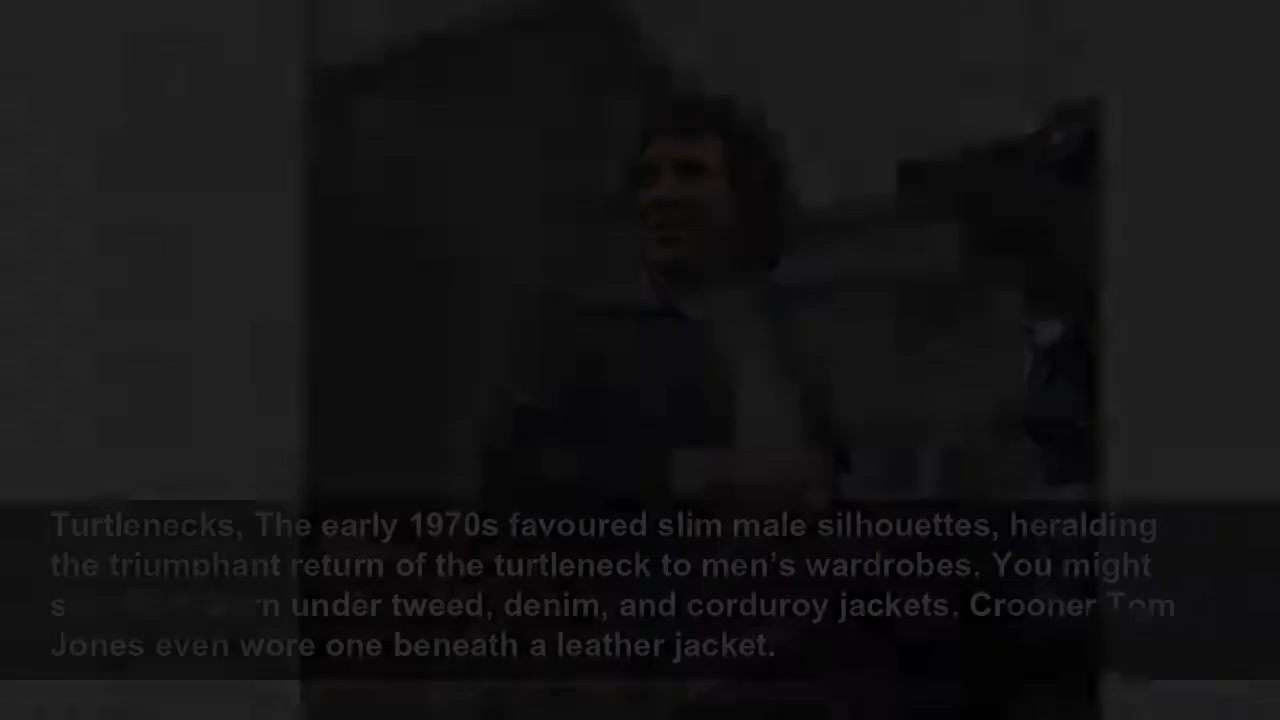 Turtlenecks, The early 1970s favoured slim male silhouettes, heralding
the triumphant return of the turtleneck to men's wardrobes. You might
under tweed, denim, and corduroy jackets. Crooner Tom
Jones even wore one beneath a leather jacket.